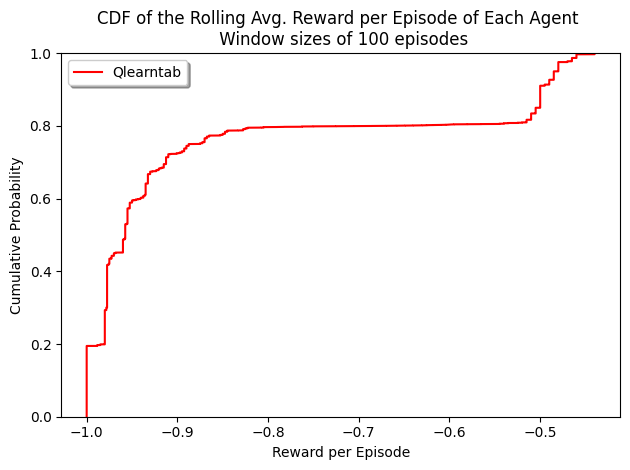 CDF of the Rolling Avg. Reward per Episode of Each Agent
Window sizes of 100 episodes
Qlearntab
1.0
0.8
0.6
0.4
0.2
0.0
Cumulative Probability
−1.0 −0.9 −0.8 −0.7 −0.6 −0.5
Reward per Episode